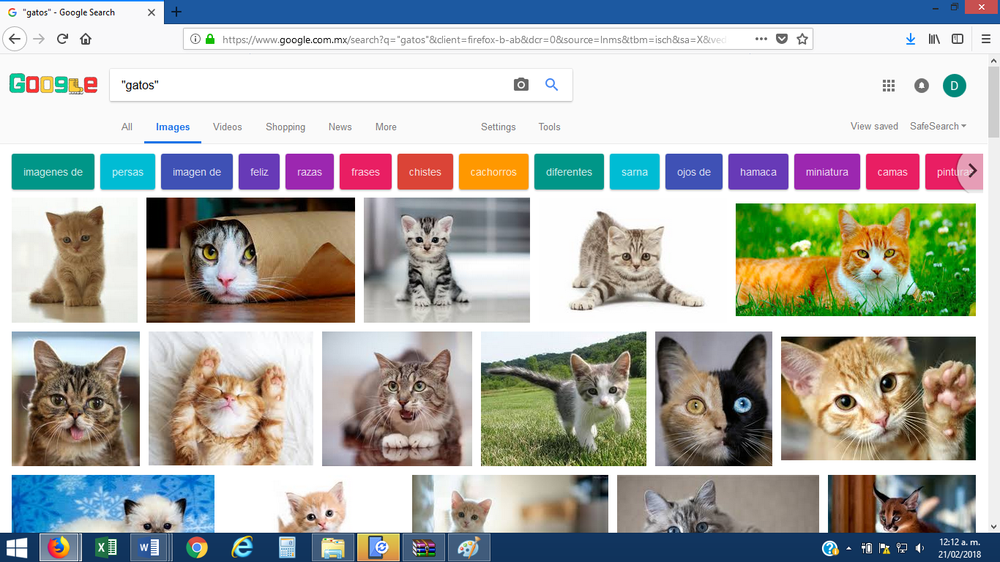 "gatos" - Google Search
https://www.google.com.mx/search?q="gatos"&client=firefox-b-ab&dcr=0&source=lnms&tbm=isch&sa=X&ved
Google
"gatos"
D
All Images Videos Shopping News More Settings Tools View saved SafeSearch
imagenes de persas imagen de feliz razas frases chistes cachorros diferentes sarna ojos de hamaca miniatura camas pinturas
12:12 a. m.
21/02/2018